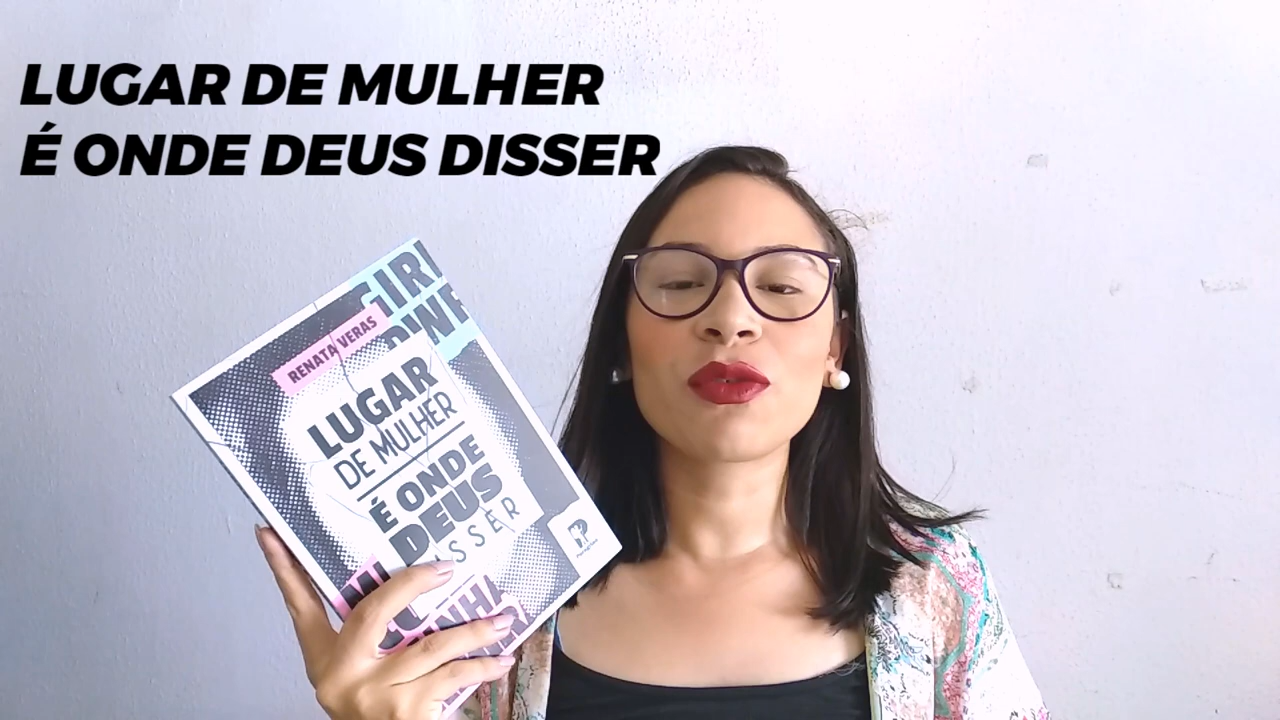 LUGAR DE MULHER
É ONDE DEUS DISSER
RENATA VERAS
LUGAR
DE MULHER
É ONDE
DEUS